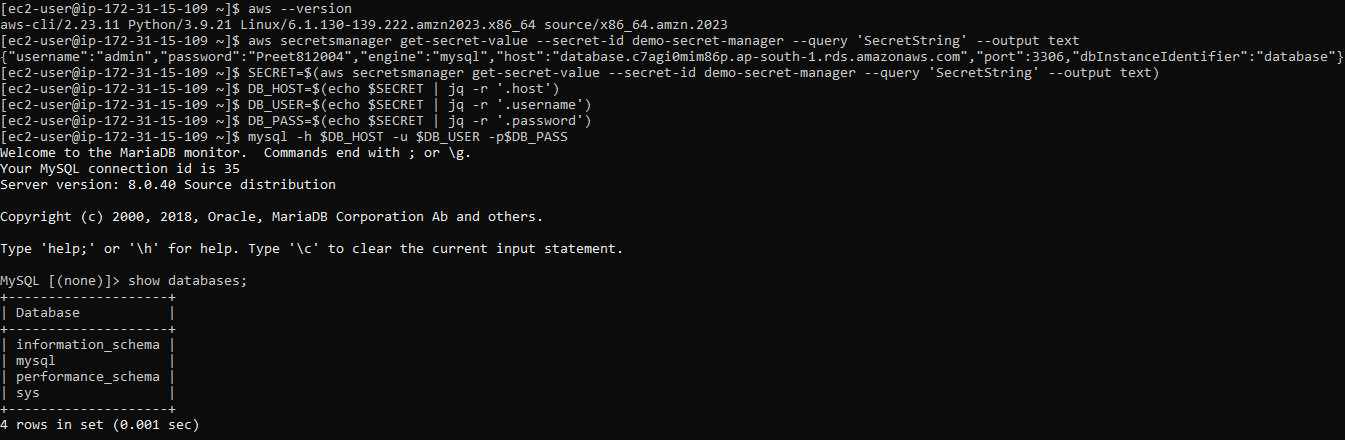 [ec2-user@ip-172-31-15-109 ~]$ aws --version
aws-cli/2.23.11 Python/3.9.21 Linux/6.1.130-139.222.amzn2023.x86_64 source/x86_64.amzn.2023
[ec2-user@ip-172-31-15-109 ~]$ aws secretsmanager get-secret-value --secret-id demo-secret-manager --query 'SecretString' --output text
{"username":"admin","password":"Preet812004","engine":"mysql","host":"database.c7agi0mim86p.ap-south-1.rds.amazonaws.com","port":3306,"dbInstanceIdentifier":"database"}
[ec2-user@ip-172-31-15-109 ~]$ SECRET=$(aws secretsmanager get-secret-value --secret-id demo-secret-manager --query 'SecretString' --output text)
[ec2-user@ip-172-31-15-109 ~]$ DB_HOST=$(echo $SECRET | jq -r '.host')
[ec2-user@ip-172-31-15-109 ~]$ DB_USER=$(echo $SECRET | jq -r '.username')
[ec2-user@ip-172-31-15-109 ~]$ DB_PASS=$(echo $SECRET | jq -r '.password')
[ec2-user@ip-172-31-15-109 ~]$ mysql -h $DB_HOST -u $DB_USER -p$DB_PASS
Welcome to the MariaDB monitor.  Commands end with ; or \g.
Your MySQL connection id is 35
Server version: 8.0.40 Source distribution

Copyright (c) 2000, 2018, Oracle, MariaDB Corporation Ab and others.

Type 'help;' or '\h' for help. Type '\c' to clear the current input statement.

MySQL [(none)]> show databases;
+--------------------+
| Database           |
+--------------------+
| information_schema |
| mysql              |
| performance_schema |
| sys                |
+--------------------+
4 rows in set (0.001 sec)